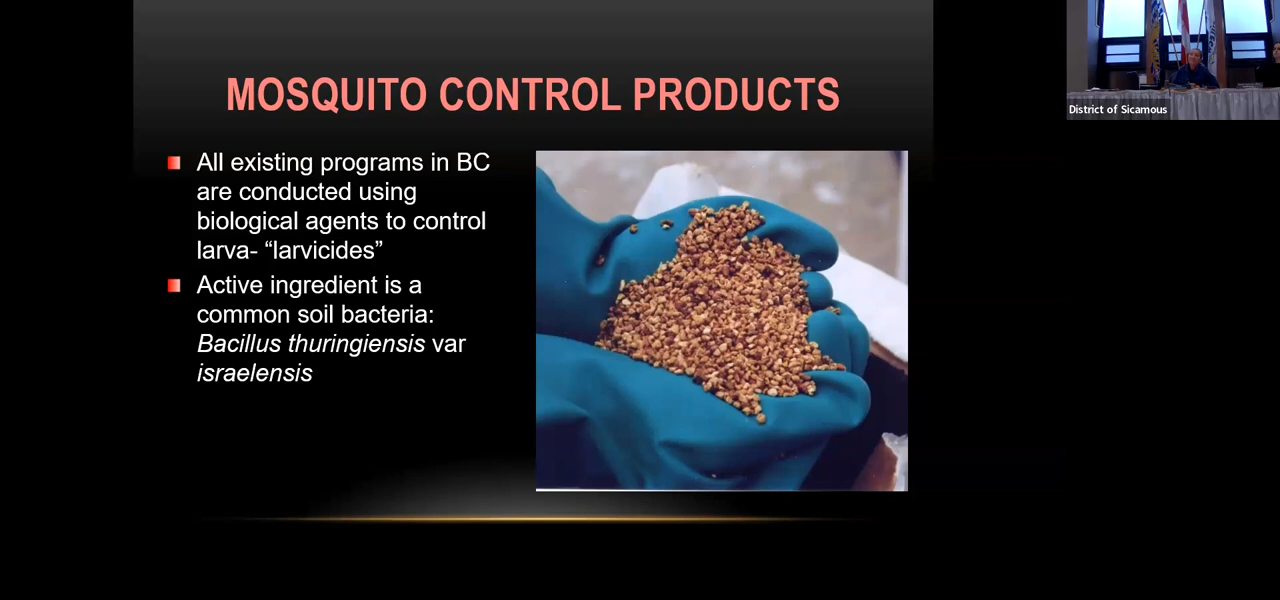 MOSQUITO CONTROL PRODUCTS
All existing programs in BC
are conducted using
biological agents to control
larva- “larvicides”
Active ingredient is a
common soil bacteria:
Bacillus thuringiensis var
israelensis
District of Sicamous